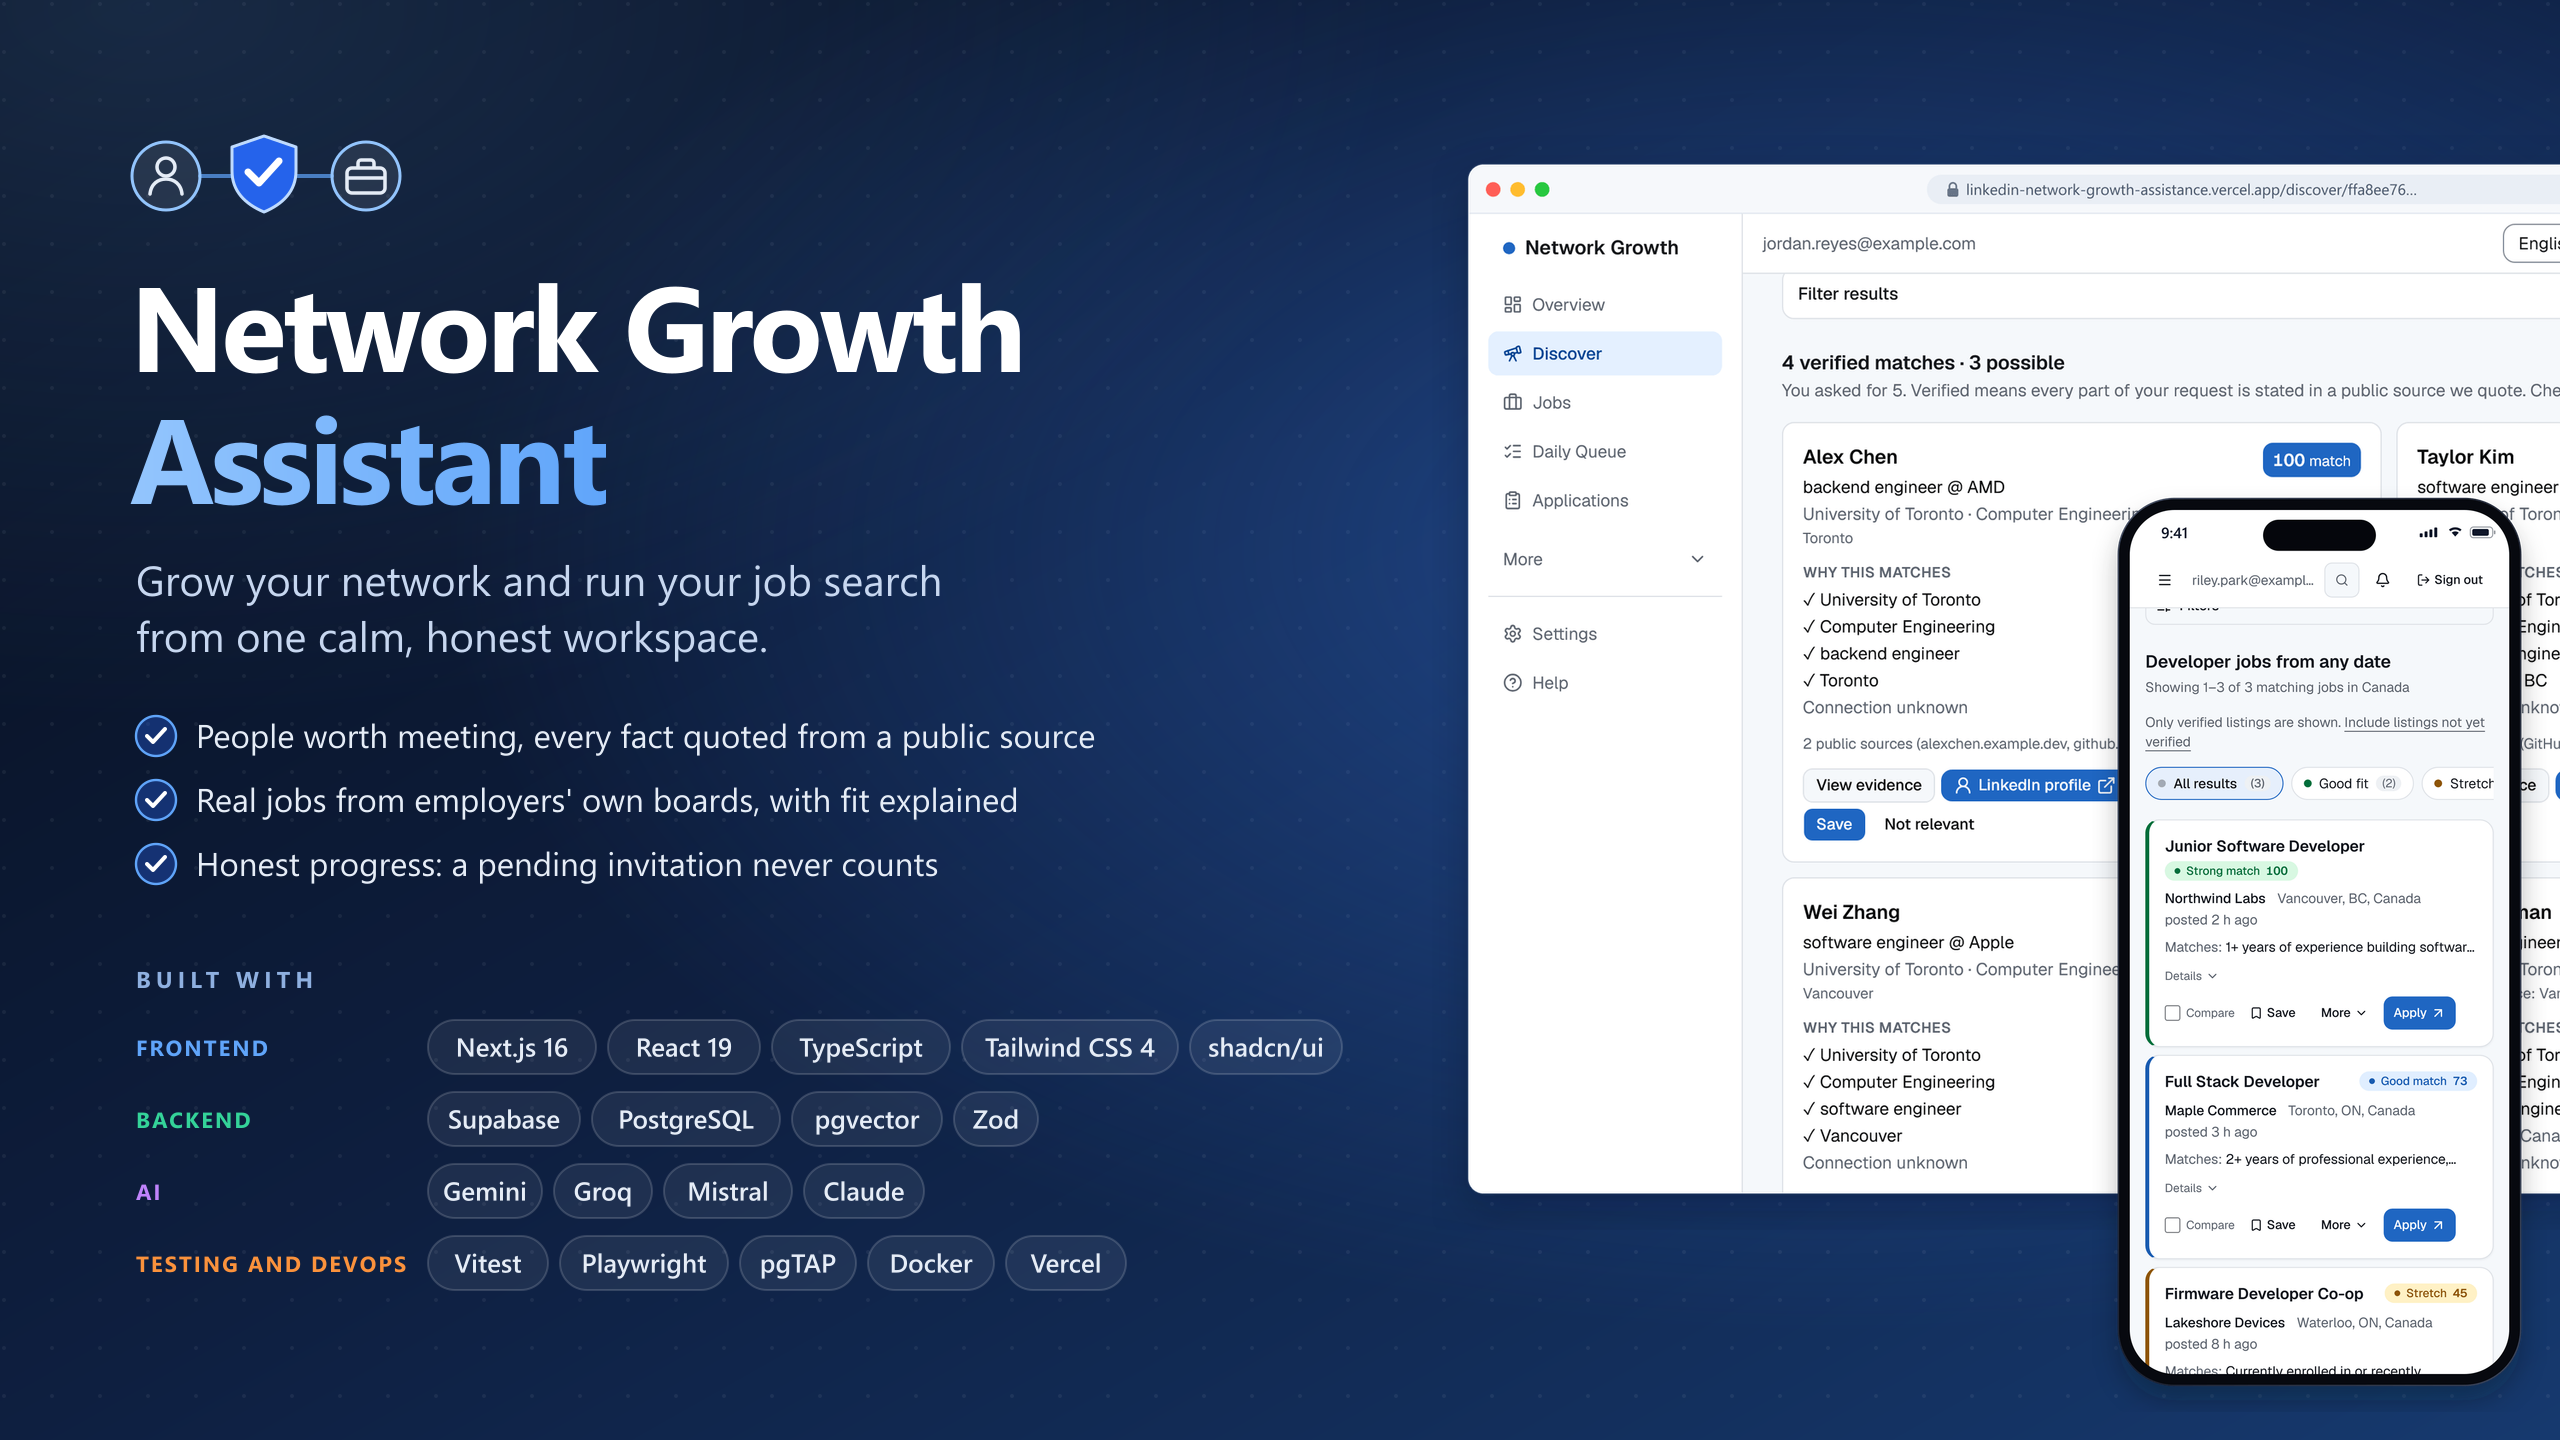 Network Growth
Assistant
Grow your network and run your job search
from one calm, honest workspace.
People worth meeting, every fact quoted from a public source
Real jobs from employers' own boards, with fit explained
Honest progress: a pending invitation never counts
BUILT WITH
FRONTEND Next.js 16 React 19 TypeScript Tailwind CSS 4 shadcn/ui
BACKEND Supabase PostgreSQL pgvector Zod
AI Gemini Groq Mistral Claude
TESTING AND DEVOPS Vitest Playwright pgTAP Docker Vercel
linkedin-network-growth-assistance.vercel.app/discover/ffa8ee76...
Network Growth
Overview
Discover
Jobs
Daily Queue
Applications
More
Settings
Help
jordan.reyes@example.com
Filter results
4 verified matches · 3 possible
You asked for 5. Verified means every part of your request is stated in a public source we quote.
Alex Chen 100 match
backend engineer @ AMD
University of Toronto · Computer
Toronto
WHY THIS MATCHES
✓ University of Toronto
✓ Computer Engineering
✓ backend engineer
✓ Toronto
Connection unknown
2 public sources (alexchen.example.dev, github.
View evidence LinkedIn profile
Save Not relevant
Taylor Kim
software engineer
BC
Wei Zhang
software engineer @ Apple
University of Toronto · Computer
Vancouver
WHY THIS MATCHES
✓ University of Toronto
✓ Computer Engineering
✓ software engineer
✓ Vancouver
Connection unknown
9:41
riley.park@exampl... Sign out
Developer jobs from any date
Showing 1–3 of 3 matching jobs in Canada
Only verified listings are shown. Include listings not yet
verified
All results (3) Good fit (2) Stretch
Junior Software Developer
Strong match 100
Northwind Labs Vancouver, BC, Canada
posted 2 h ago
Matches: 1+ years of experience building softwar...
Details
Compare Save More Apply
Full Stack Developer Good match 73
Maple Commerce Toronto, ON, Canada
posted 3 h ago
Matches: 2+ years of professional experience,...
Details
Compare Save More Apply
Firmware Developer Co-op Stretch 45
Lakeshore Devices Waterloo, ON, Canada
posted 8 h ago
Matches: Currently enrolled in or recently